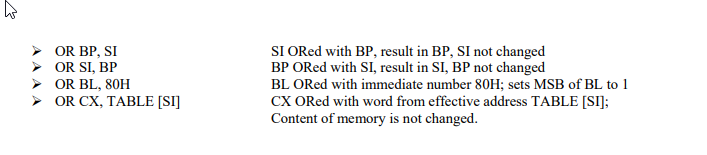 ➤ OR BP, SI SI ORed with BP, result in BP, SI not changed
➤ OR SI, BP BP ORed with SI, result in SI, BP not changed
➤ OR BL, 80H BL ORed with immediate number 80H; sets MSB of BL to 1
➤ OR CX, TABLE [SI] CX ORed with word from effective address TABLE [SI];
Content of memory is not changed.